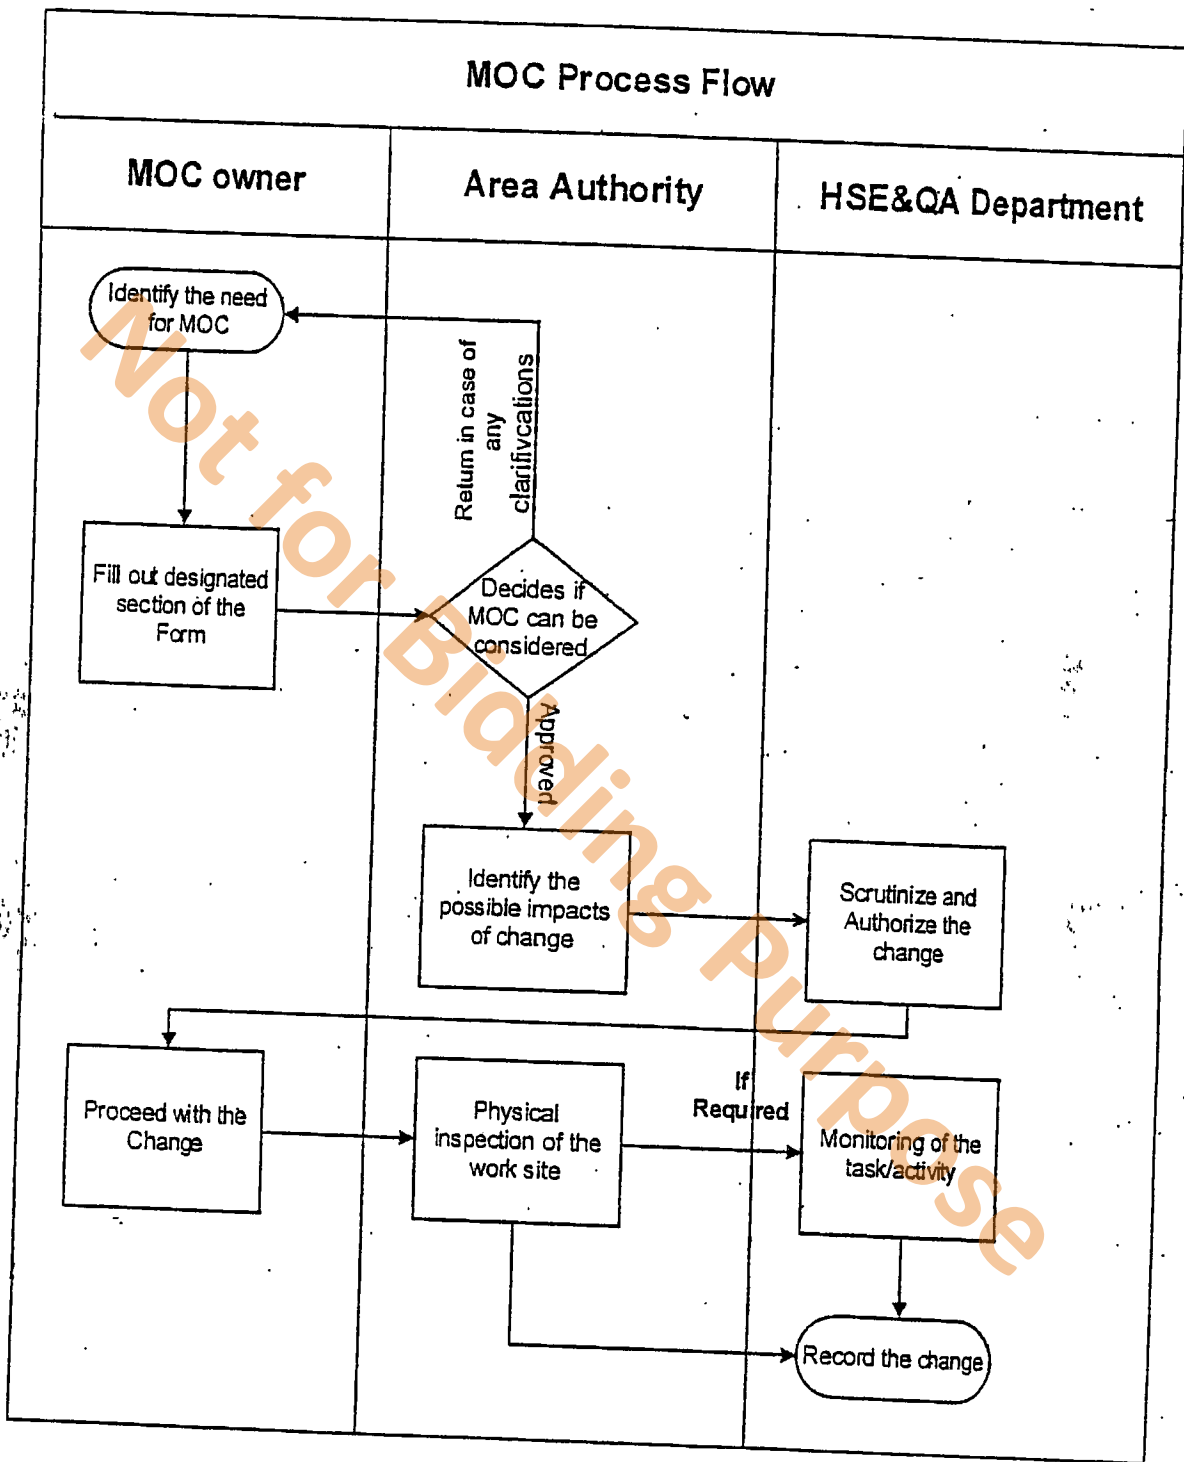 MOC Process Flow
MOC owner
Area Authority
HSE&QA Department
Identify the need
for MOC
Return in case of
any
clarifivcations
Fill out designated
section of the
Form
Decides if
MOC can be
considered
Approved
Identify the
possible impacts
of change
Scrutinize and
Authorize the
change
Proceed with the
Change
Physical
inspection of the
work site
If
Required
Monitoring of the
task/activity
Record the change
Not for Bidding Purpose